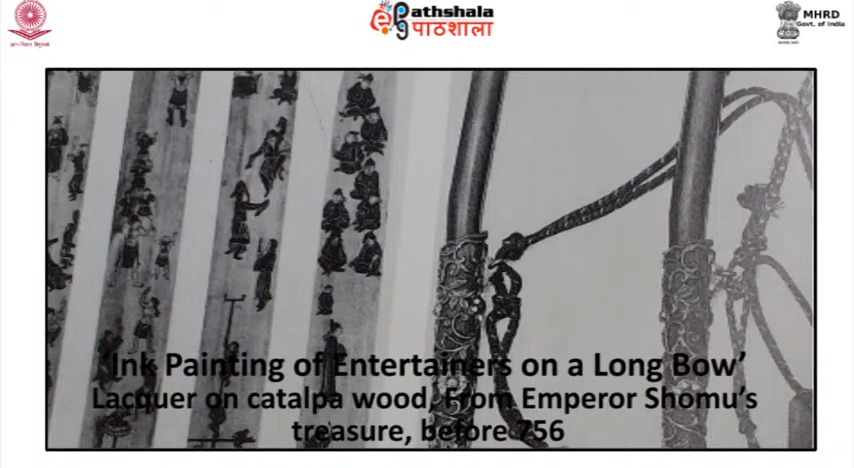 epathshala
पाठशाला
MHRD
Govt. of India
'Ink Painting of Entertainers on a Long Bow'
Lacquer on catalpa wood, From Emperor Shomu's
treasure, before 756